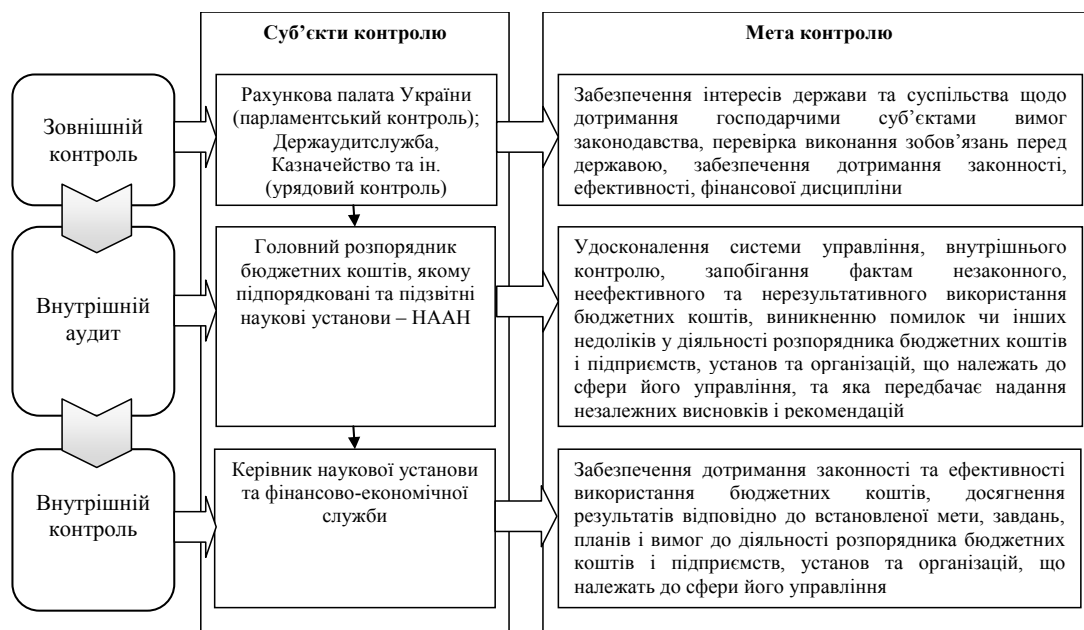 Суб’єкти контролю
Мета контролю
Зовнішній
контроль
Рахункова палата України
(парламентський контроль);
Держаудитслужба,
Казначейство та ін.
(урядовий контроль)
Забезпечення інтересів держави та суспільства щодо
дотримання господарчими суб’єктами вимог
законодавства, перевірка виконання зобов’язань перед
державою, забезпечення дотримання законності,
ефективності, фінансової дисципліни
Внутрішній
аудит
Головний розпорядник
бюджетних коштів, якому
підпорядковані та підзвітні
наукові установи – НААН
Удосконалення системи управління, внутрішнього
контролю, запобігання фактам незаконного,
неефективного та нерезультативного використання
бюджетних коштів, виникненню помилок чи інших
недоліків у діяльності розпорядника бюджетних коштів
і підприємств, установ та організацій, що належать до
сфери його управління, та яка передбачає надання
незалежних висновків і рекомендацій
Внутрішній
контроль
Керівник наукової установи
та фінансово-економічної
служби
Забезпечення дотримання законності та ефективності
використання бюджетних коштів, досягнення
результатів відповідно до встановленої мети, завдань,
планів і вимог до діяльності розпорядника бюджетних
коштів і підприємств, установ та організацій, що
належать до сфери його управління